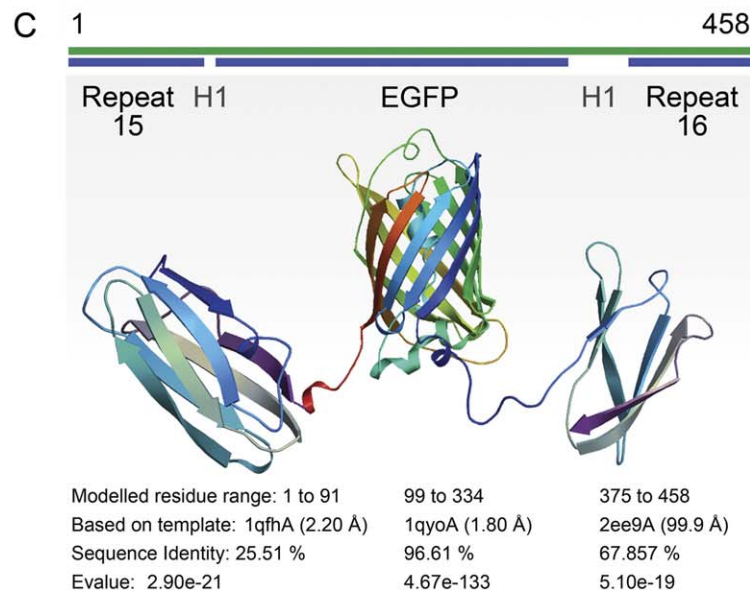 C 1 458
Repeat 15 H1 EGFP H1 Repeat 16
Modelled residue range: 1 to 91 99 to 334 375 to 458
Based on template: 1qfhA (2.20 Å) 1qyoA (1.80 Å) 2ee9A (99.9 Å)
Sequence Identity: 25.51 % 96.61 % 67.857 %
Evalue: 2.90e-21 4.67e-133 5.10e-19